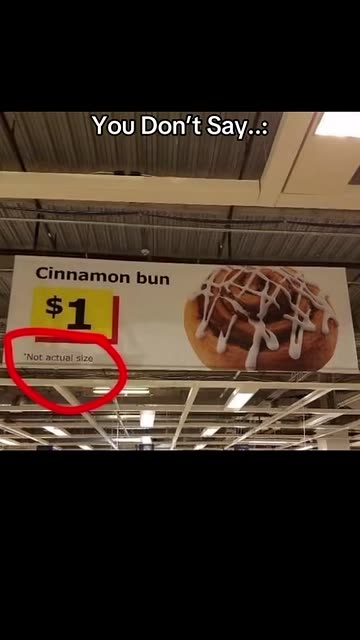 You Don't Say..:
Cinnamon bun
$1
*Not actual size